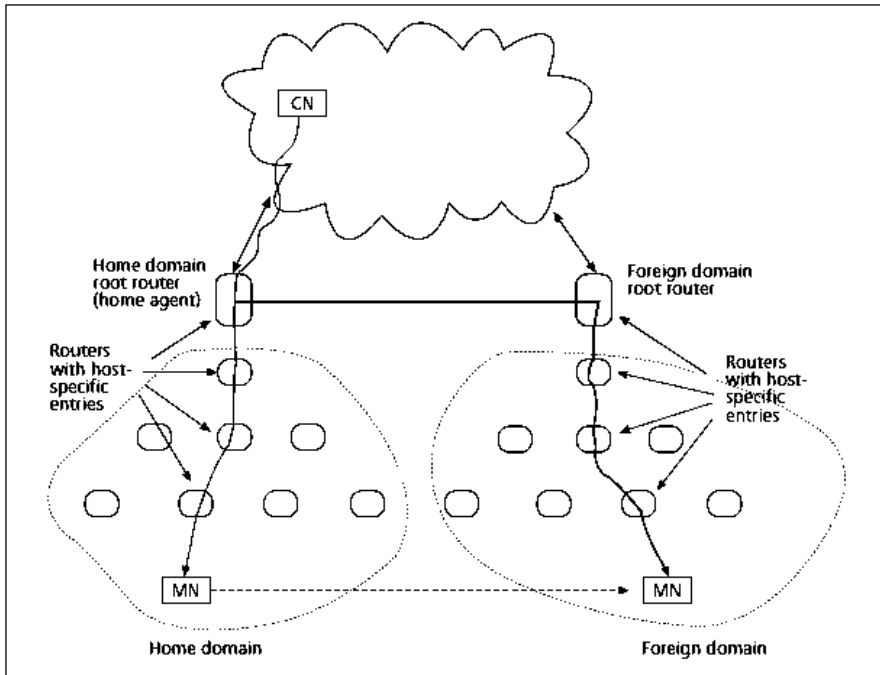 CN
Home domain
root router
(home agent)
Foreign domain
root router
Routers
with host-
specific
entries
Routers
with host-
specific
entries
MN
MN
Home domain
Foreign domain